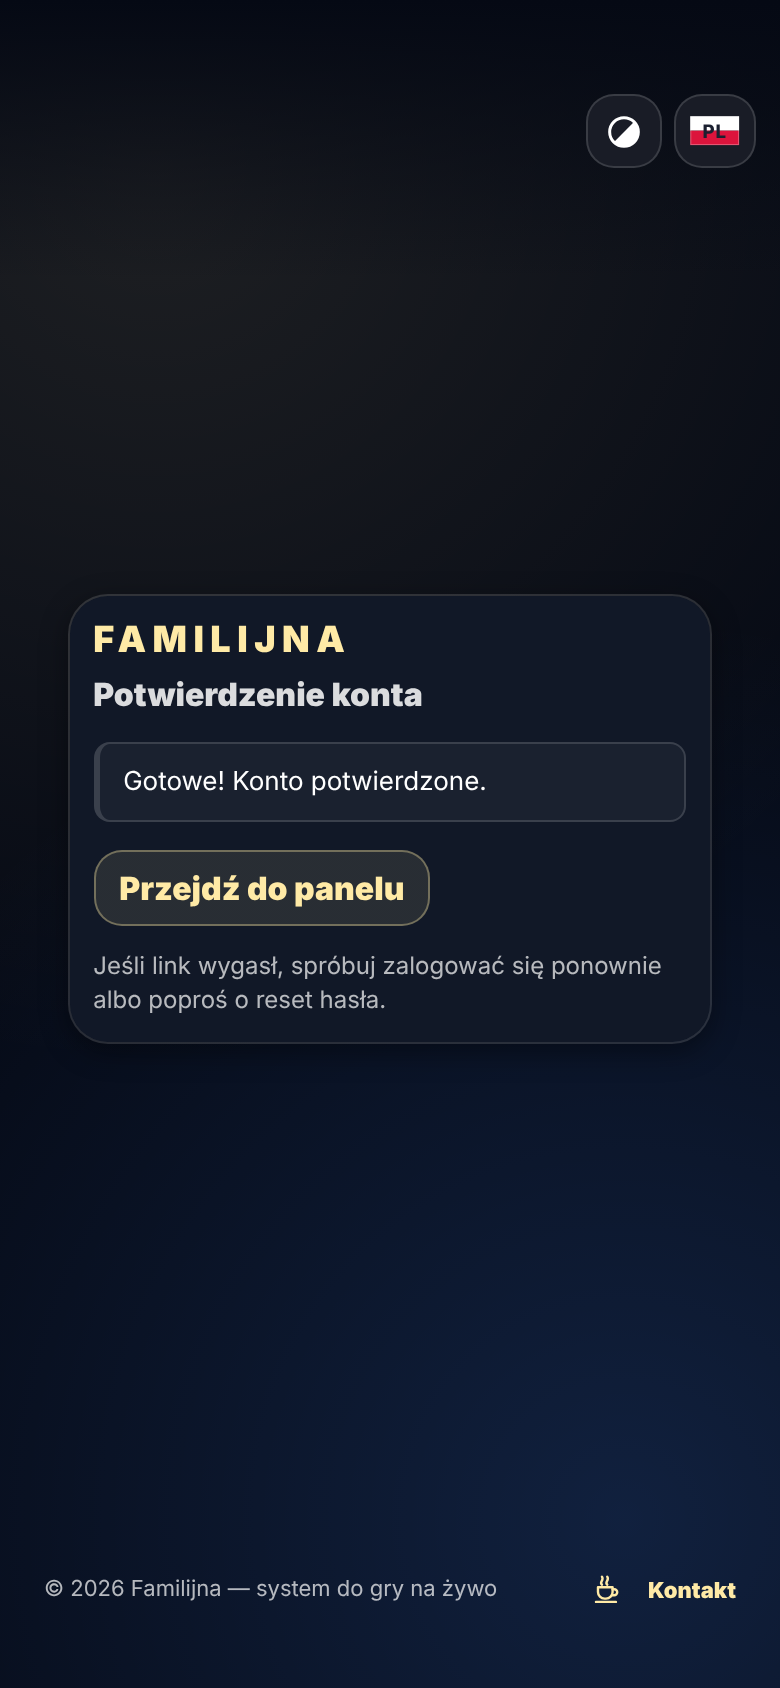 PL
FAMILIJNA
Potwierdzenie konta
Gotowe! Konto potwierdzone.
Przejdź do panelu
Jeśli link wygasł, spróbuj zalogować się ponownie
albo poproś o reset hasła.
© 2026 Familijna — system do gry na żywo
Kontakt